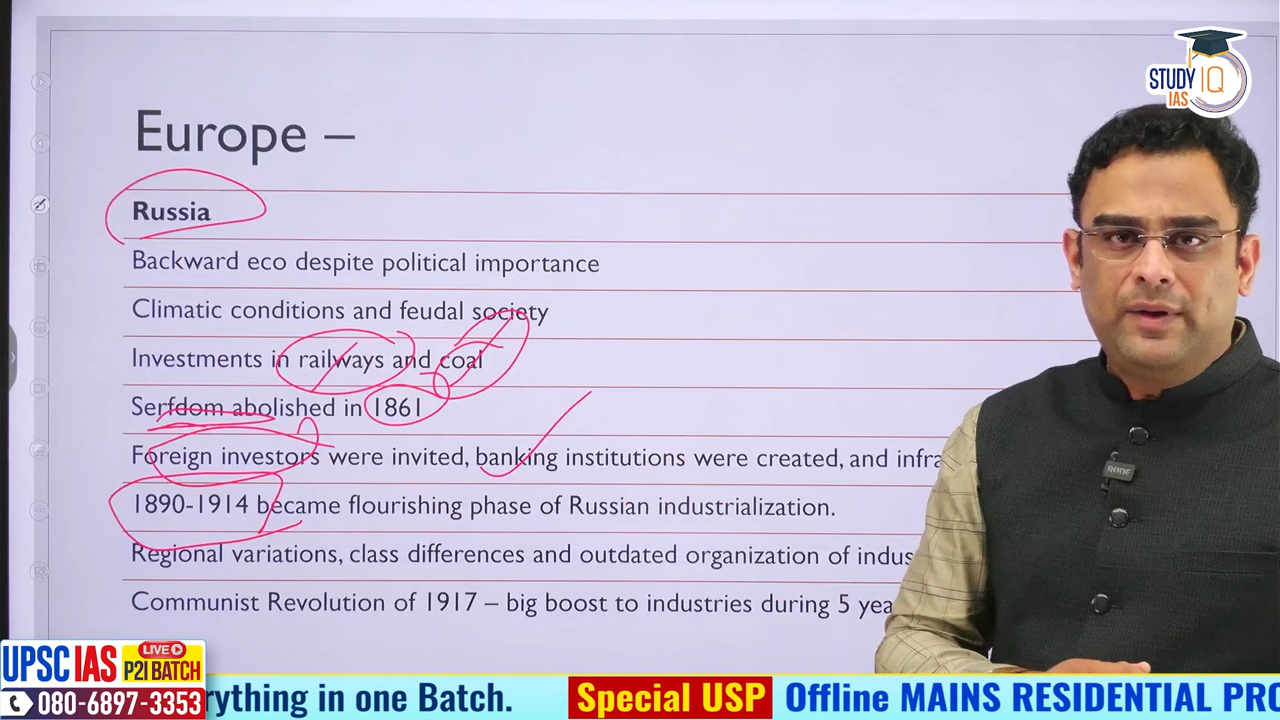 STUDY IQ
IAS
Europe –
Russia
Backward eco despite political importance
Climatic conditions and feudal society
Investments in railways and coal
Serfdom abolished in 1861
Foreign investors were invited, banking institutions were created, and infra
1890-1914 became flourishing phase of Russian industrialization.
Regional variations, class differences and outdated organization of indus
Communist Revolution of 1917 – big boost to industries during 5 yea
RODE
LIVE
UPSC IAS P2I BATCH
080-6897-3353
rything in one Batch. Special USP Offline MAINS RESIDENTIAL PRO